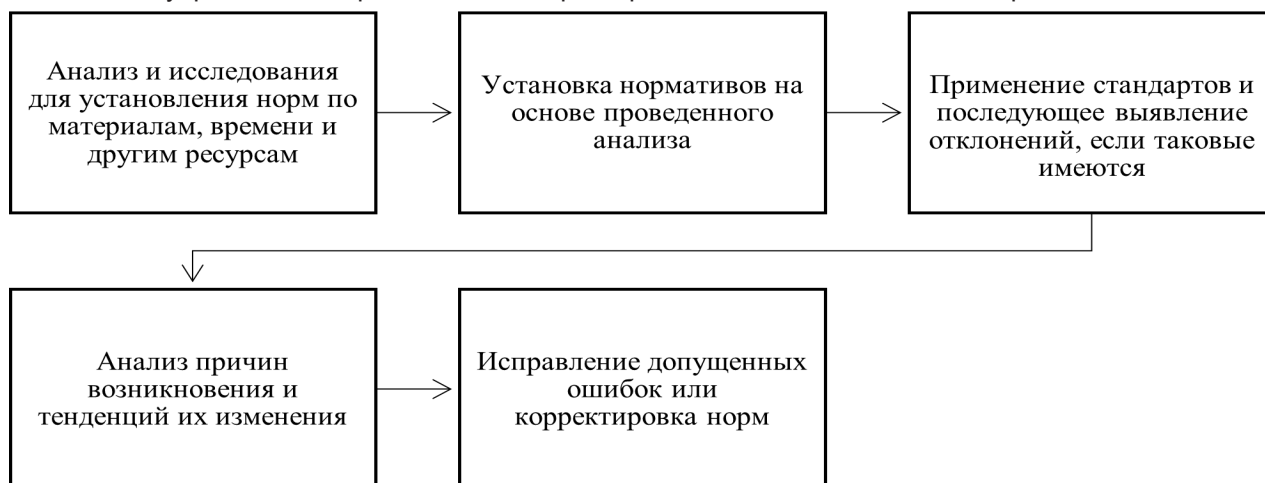 Анализ и исследования
для установления норм по
материалам, времени и
другим ресурсам
Установка нормативов на
основе проведенного
анализа
Применение стандартов и
последующее выявление
отклонений, если таковые
имеются
Анализ причин
возникновения и
тенденций их изменения
Исправление допущенных
ошибок или
корректировка норм